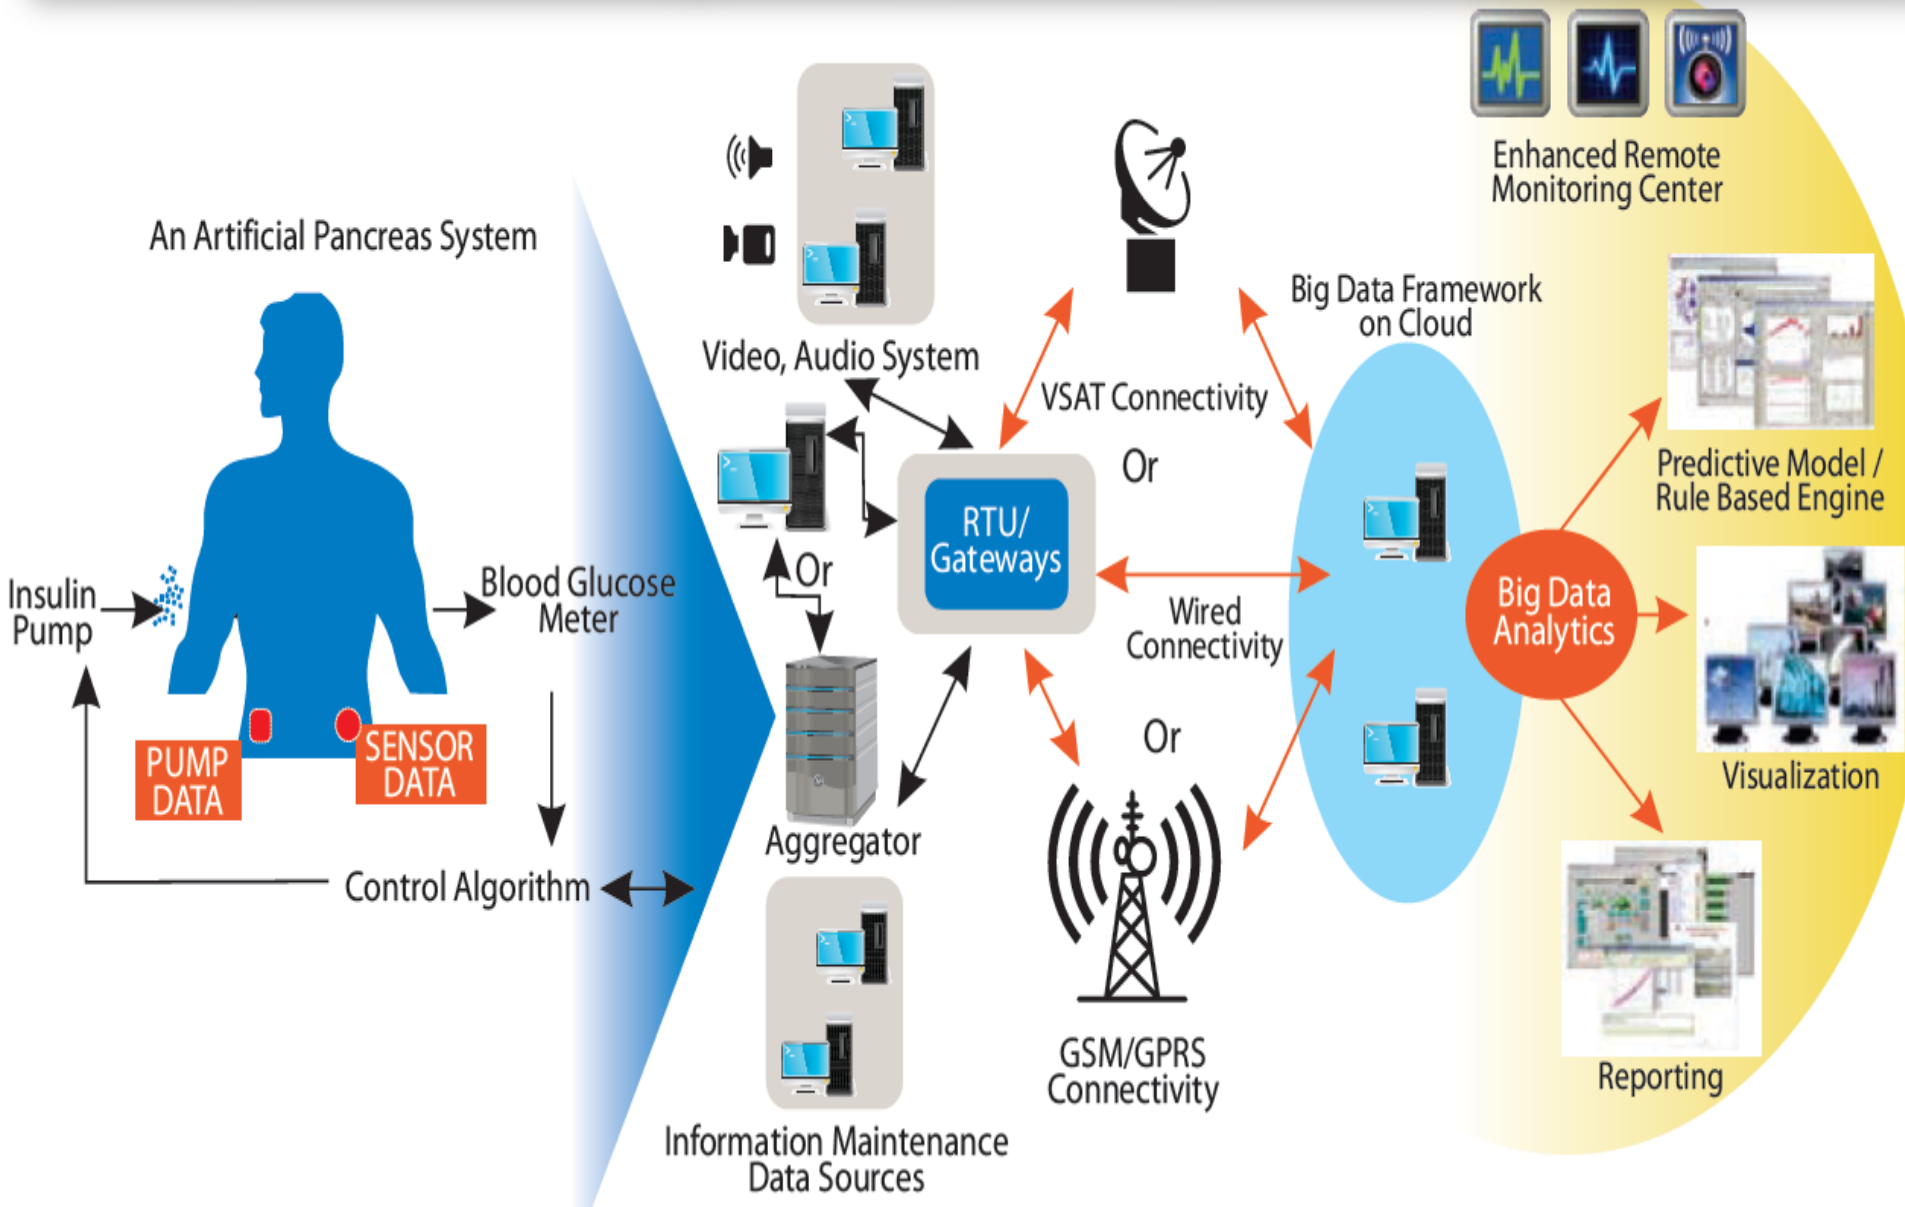 An Artificial Pancreas System
Insulin
Pump
Blood Glucose
Meter
PUMP
DATA
SENSOR
DATA
Control Algorithm
Video, Audio System
Or
Aggregator
Information Maintenance
Data Sources
RTU/
Gateways
VSAT Connectivity
Or
Wired
Connectivity
Or
GSM/GPRS
Connectivity
Big Data Framework
on Cloud
Big Data
Analytics
Enhanced Remote
Monitoring Center
Predictive Model /
Rule Based Engine
Visualization
Reporting